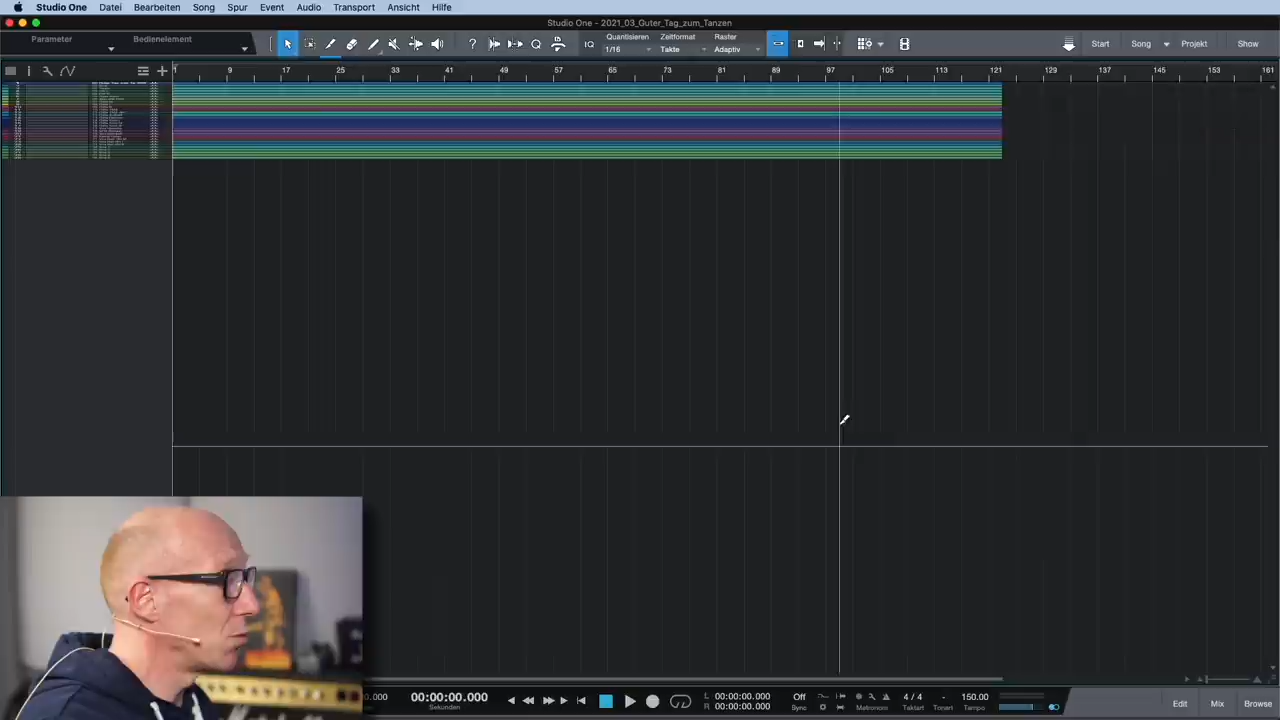 Studio One Datei Bearbeiten Song Spur Event Audio Transport Ansicht Hilfe
Studio One - 2021_03_Guter_Tag_zum_Tanzen
Parameter Bedienelement
? IQ Quantisieren Zeitformat Raster
1/16 Takte Adaptiv
Start Song Projekt Show
1 9 17 25 33 41 49 57 65 73 81 89 97 105 113 121 129 137 145 153 161
.000 00:00:00.000 L 00:00:00.000 Off 4 / 4 - 150.00
Sekunden R 00:00:00.000 Sync Metronom Taktart Tonart Tempo
Edit Mix Browse